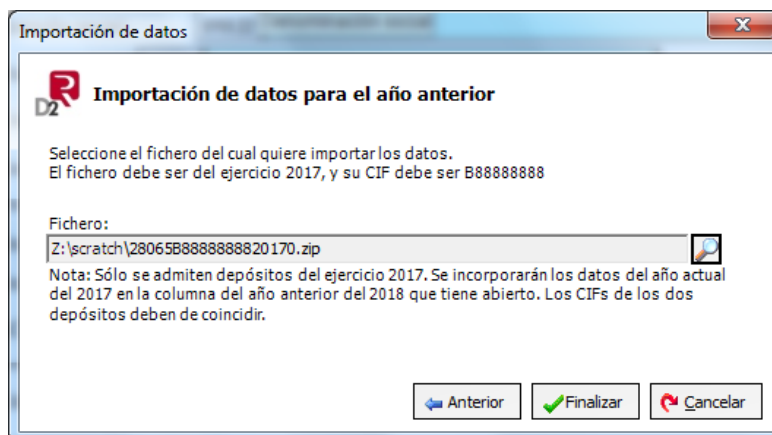 Importación de datos
D2
Importación de datos para el año anterior
Seleccione el fichero del cual quiere importar los datos.
El fichero debe ser del ejercicio 2017, y su CIF debe ser B88888888
Fichero:
Z:\scratch\28065B8888888820170.zip
Nota: Sólo se admiten depósitos del ejercicio 2017. Se incorporarán los datos del año actual
del 2017 en la columna del año anterior del 2018 que tiene abierto. Los CIFs de los dos
depósitos deben de coincidir.
Anterior
Finalizar
Cancelar